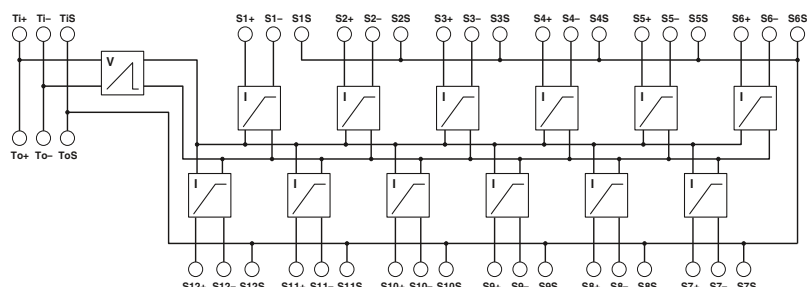 Ti+ Ti– TiS S1+ S1– S1S S2+ S2– S2S S3+ S3– S3S S4+ S4– S4S S5+ S5– S5S S6+ S6– S6S
V
I I I I I I
To+ To– ToS
I I I I I I
S12+ S12– S12S S11+ S11– S11S S10+ S10– S10S S9+ S9– S9S S8+ S8– S8S S7+ S7– S7S